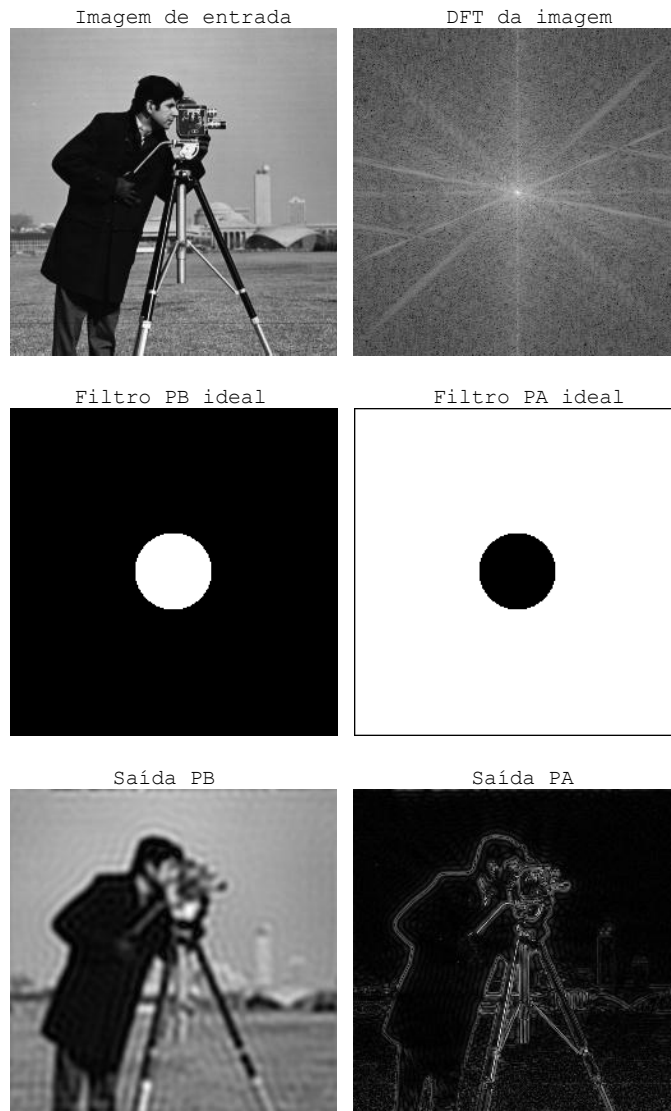 Imagem de entrada
DFT da imagem
Filtro PB ideal
Filtro PA ideal
Saída PB
Saída PA